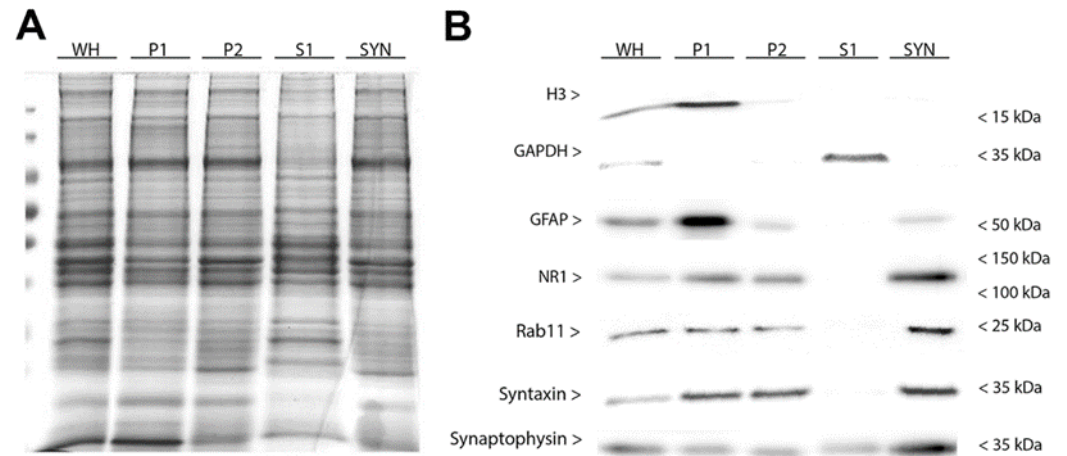 A B
WH P1 P2 S1 SYN
WH P1 P2 S1 SYN
H3 >
< 15 kDa
GAPDH >
< 35 kDa
GFAP >
< 50 kDa
< 150 kDa
NR1 >
< 100 kDa
Rab11 >
< 25 kDa
Syntaxin >
< 35 kDa
Synaptophysin >
< 35 kDa